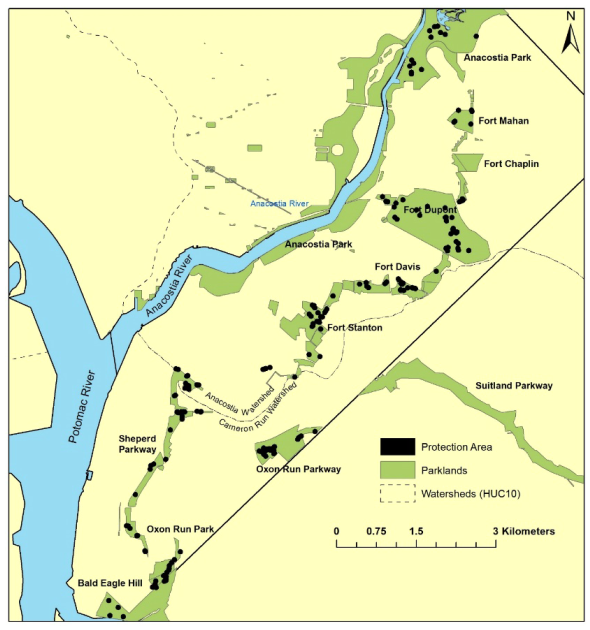 N
Anacostia Park
Fort Mahan
Fort Chaplin
Anacostia River
Fort Dupont
Anacostia Park
Fort Davis
Anacostia River
Fort Stanton
Potomac River
Suitland Parkway
Anacostia Watershed
Cameron Run Watershed
Sheperd
Parkway
Oxon Run Parkway
Protection Area
Parklands
Watersheds (HUC10)
Oxon Run Park
0 0.75 1.5 3 Kilometers
Bald Eagle Hill